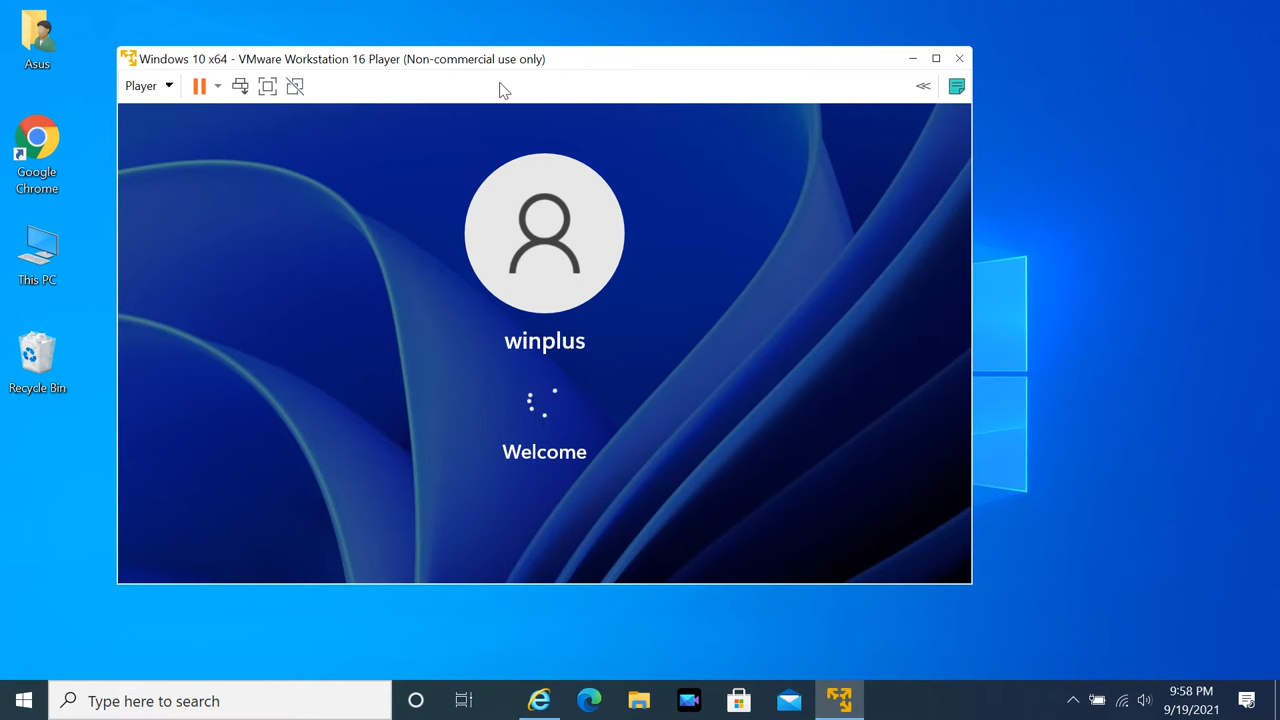 Asus
Google
Chrome
This PC
Recycle Bin
Windows 10 x64 - VMware Workstation 16 Player (Non-commercial use only)
Player
winplus
Welcome
Type here to search
9:58 PM
9/19/2021